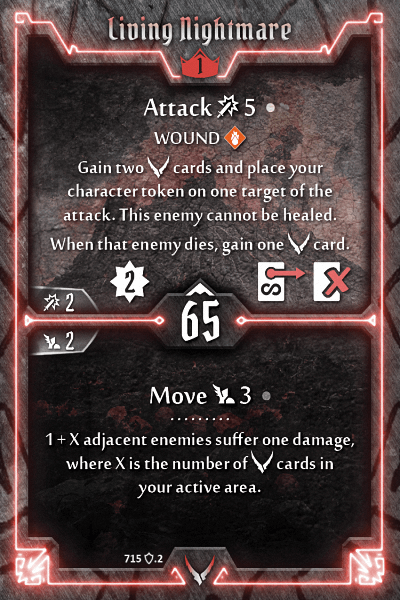 Living Nightmare
1
Attack 5
WOUND
Gain two cards and place your
character token on one target of the
attack. This enemy cannot be healed.
When that enemy dies, gain one card.
2
2
65
2
Move 3
1 + X adjacent enemies suffer one damage,
where X is the number of cards in
your active area.
715 .2